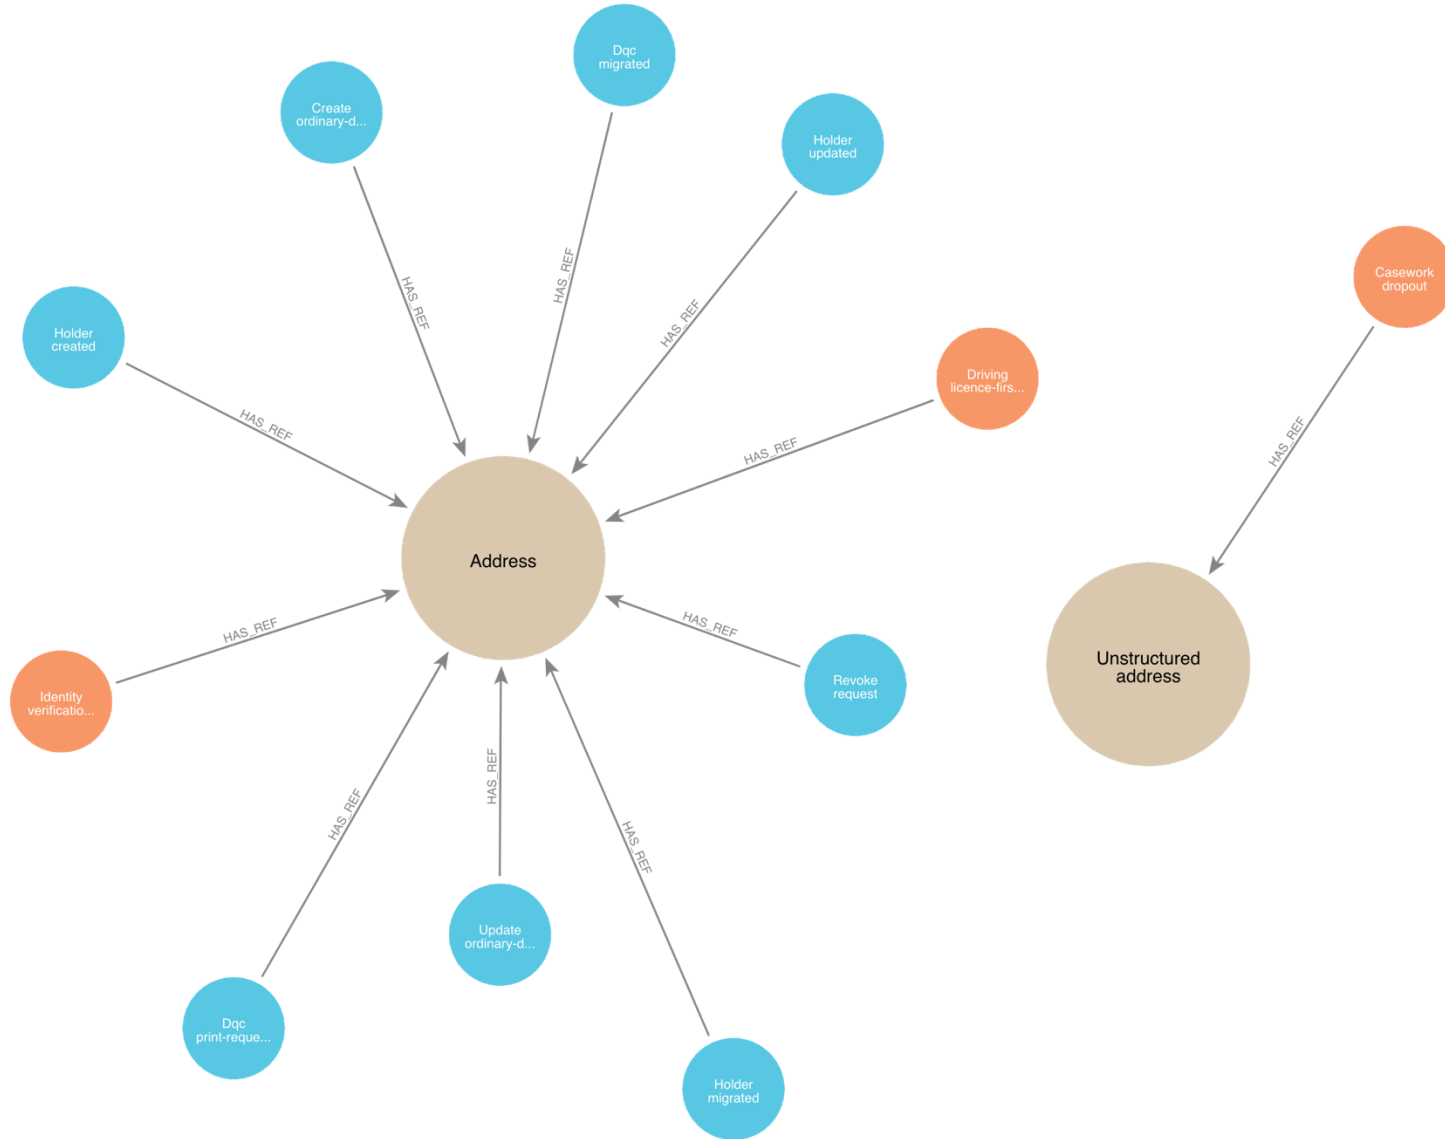 Dqc
migrated
Create
ordinary-d...
Holder
updated
Casework
dropout
HAS_REF
HAS_REF
HAS_REF
Holder
created
Driving
licence-firs...
HAS_REF
HAS_REF
HAS_REF
Address
HAS_REF
HAS_REF
Unstructured
address
Identity
verificatio...
Revoke
request
HAS_REF
HAS_REF
HAS_REF
Update
ordinary-d...
Dqc
print-reque...
Holder
migrated